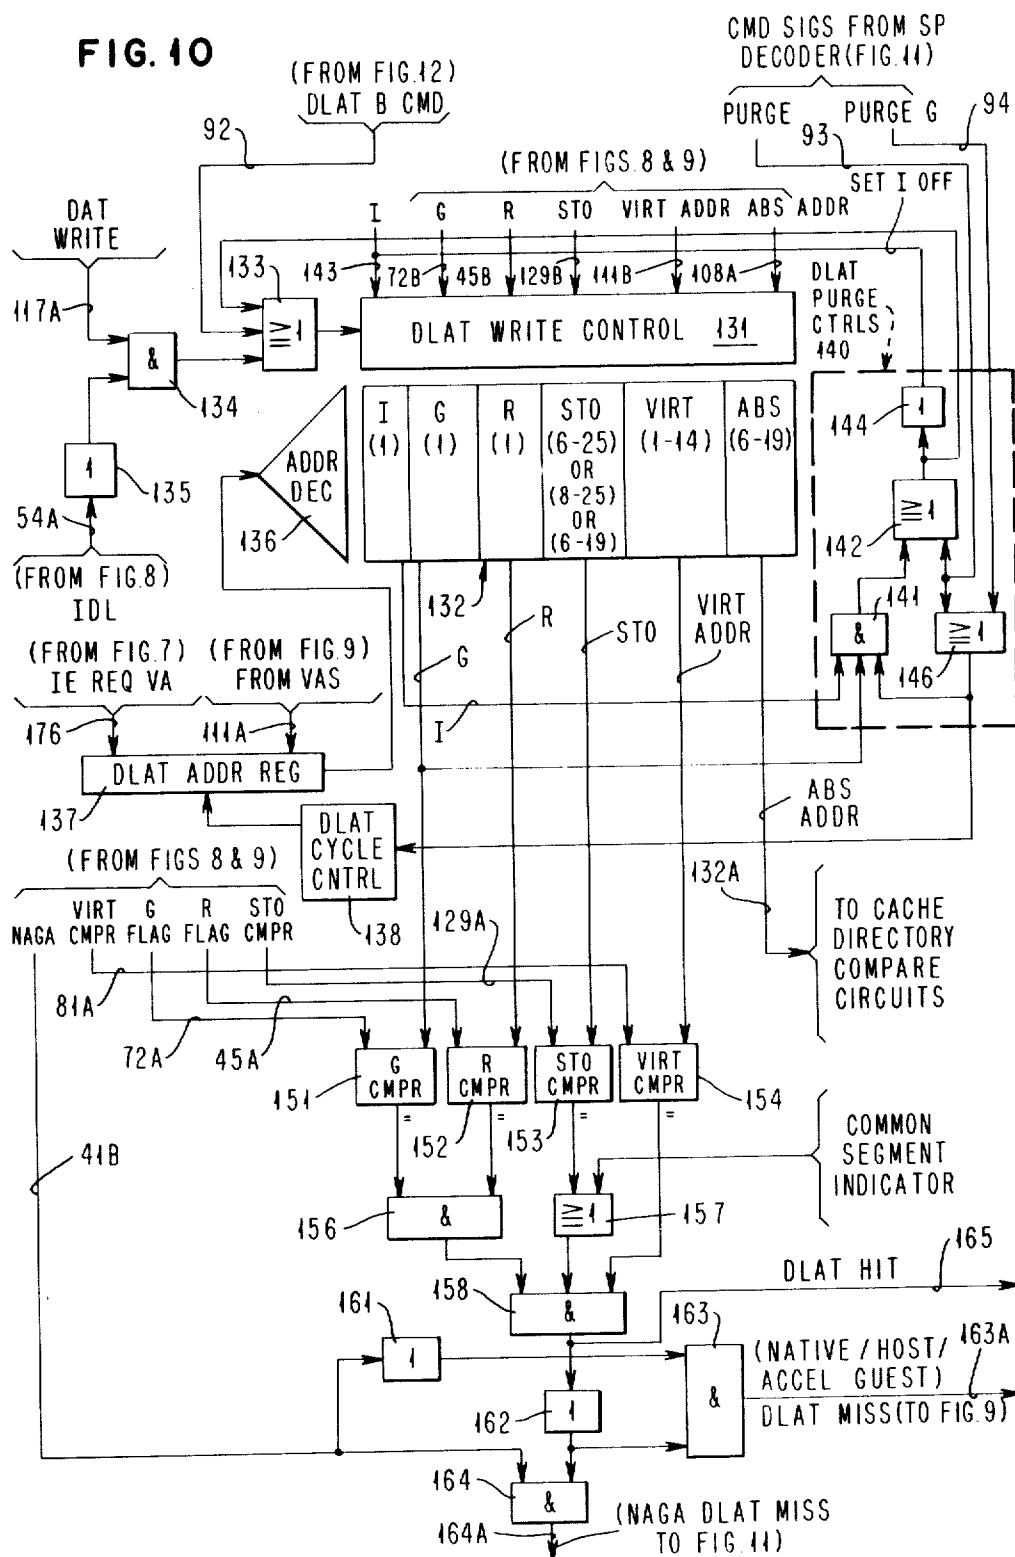 FIG. 10
(FROM FIG.12)
DLAT B CMD
92
CMD SIGS FROM SP
DECODER(FIG.11)
PURGE
PURGE G
93
94
SET I OFF
(FROM FIGS. 8 & 9)
I G R STO VIRT ADDR ABS ADDR
143 72B 45B 129B 111B 108A
DAT
WRITE
117A
133
≥1
DLAT WRITE CONTROL 131
DLAT
PURGE
CTRLS
140
&
134
1
135
54A
(FROM FIG.8)
IDL
ADDR
DEC
136
I
(1)
G
(1)
R
(1)
STO
(6-25)
OR
(8-25)
OR
(6-19)
VIRT
(1-14)
ABS
(6-19)
132
1
144
≥1
142
141
&
≥1
146
R
STO
VIRT
ADDR
G
I
(FROM FIG.7)
IE REQ VA
(FROM FIG.9)
FROM VAS
176
111A
DLAT ADDR REG
137
DLAT
CYCLE
CNTRL
138
ABS
ADDR
132A
TO CACHE
DIRECTORY
COMPARE
CIRCUITS
(FROM FIGS 8 & 9)
NAGA
VIRT
CMPR
G
FLAG
R
FLAG
STO
CMPR
129A
81A
45A
72A
G
CMPR
R
CMPR
STO
CMPR
VIRT
CMPR
151
152
153
154
= = = =
41B
COMMON
SEGMENT
INDICATOR
156
&
≥1
157
158
&
DLAT HIT
165
161
1
162
1
163
&
(NATIVE/HOST/
ACCEL GUEST)
DLAT MISS(TO FIG.9)
163A
164
&
164A
(NAGA DLAT MISS
TO FIG.11)